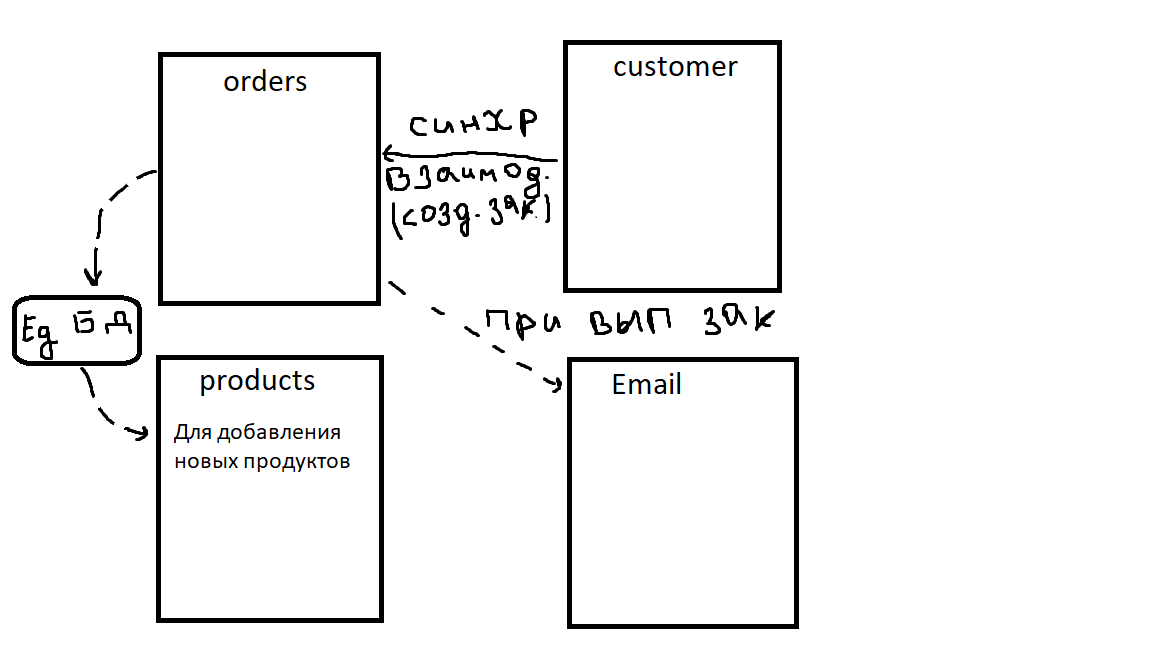 orders
customer
синхр
взаимод.
(созд. зак.)
Ед БД
при вып зак
products
Для добавления
новых продуктов
Email